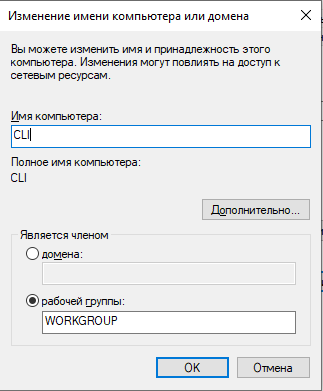 Изменение имени компьютера или домена
Вы можете изменить имя и принадлежность этого
компьютера. Изменения могут повлиять на доступ к
сетевым ресурсам.
Имя компьютера:
CLI
Полное имя компьютера:
CLI
Дополнительно...
Является членом
домена:
рабочей группы:
WORKGROUP
OK
Отмена